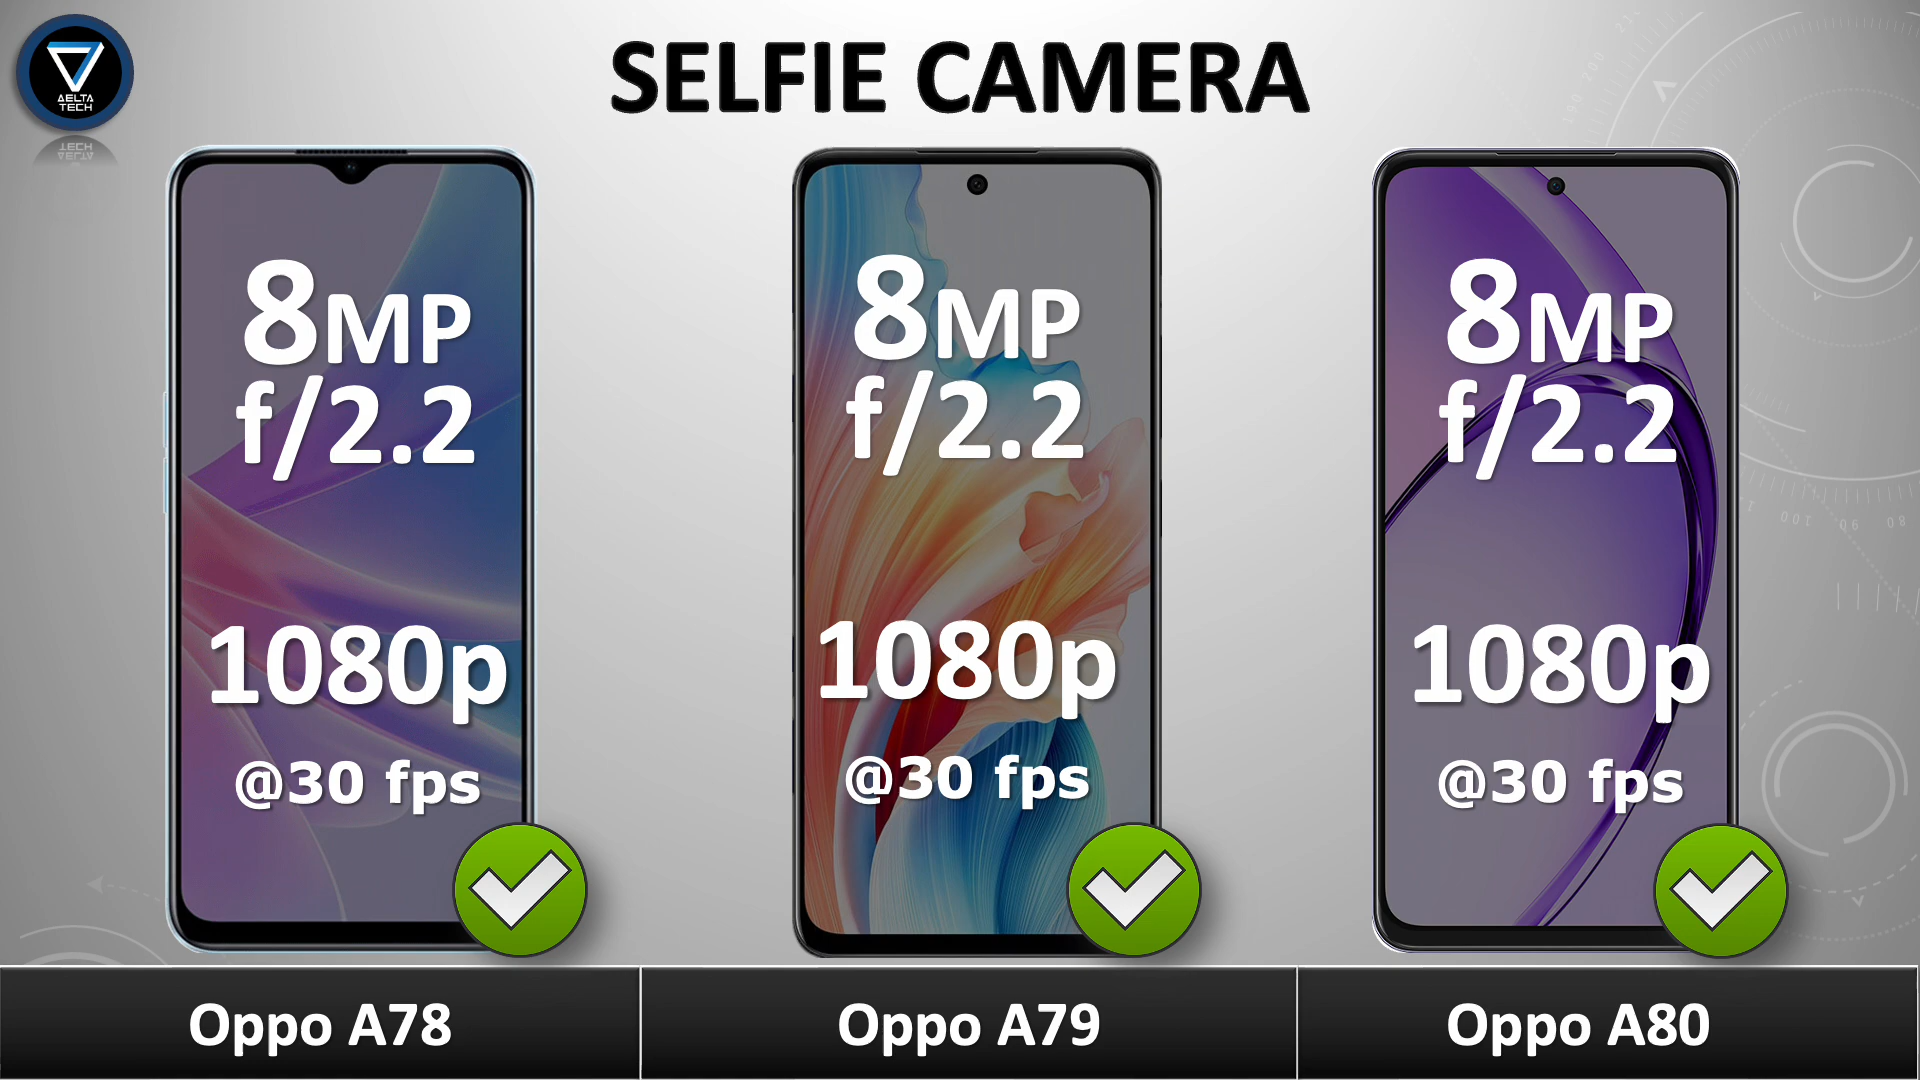 AELTA
TECH
SELFIE CAMERA
8MP
f/2.2
1080p
@30 fps
8MP
f/2.2
1080p
@30 fps
8MP
f/2.2
1080p
@30 fps
Oppo A78
Oppo A79
Oppo A80